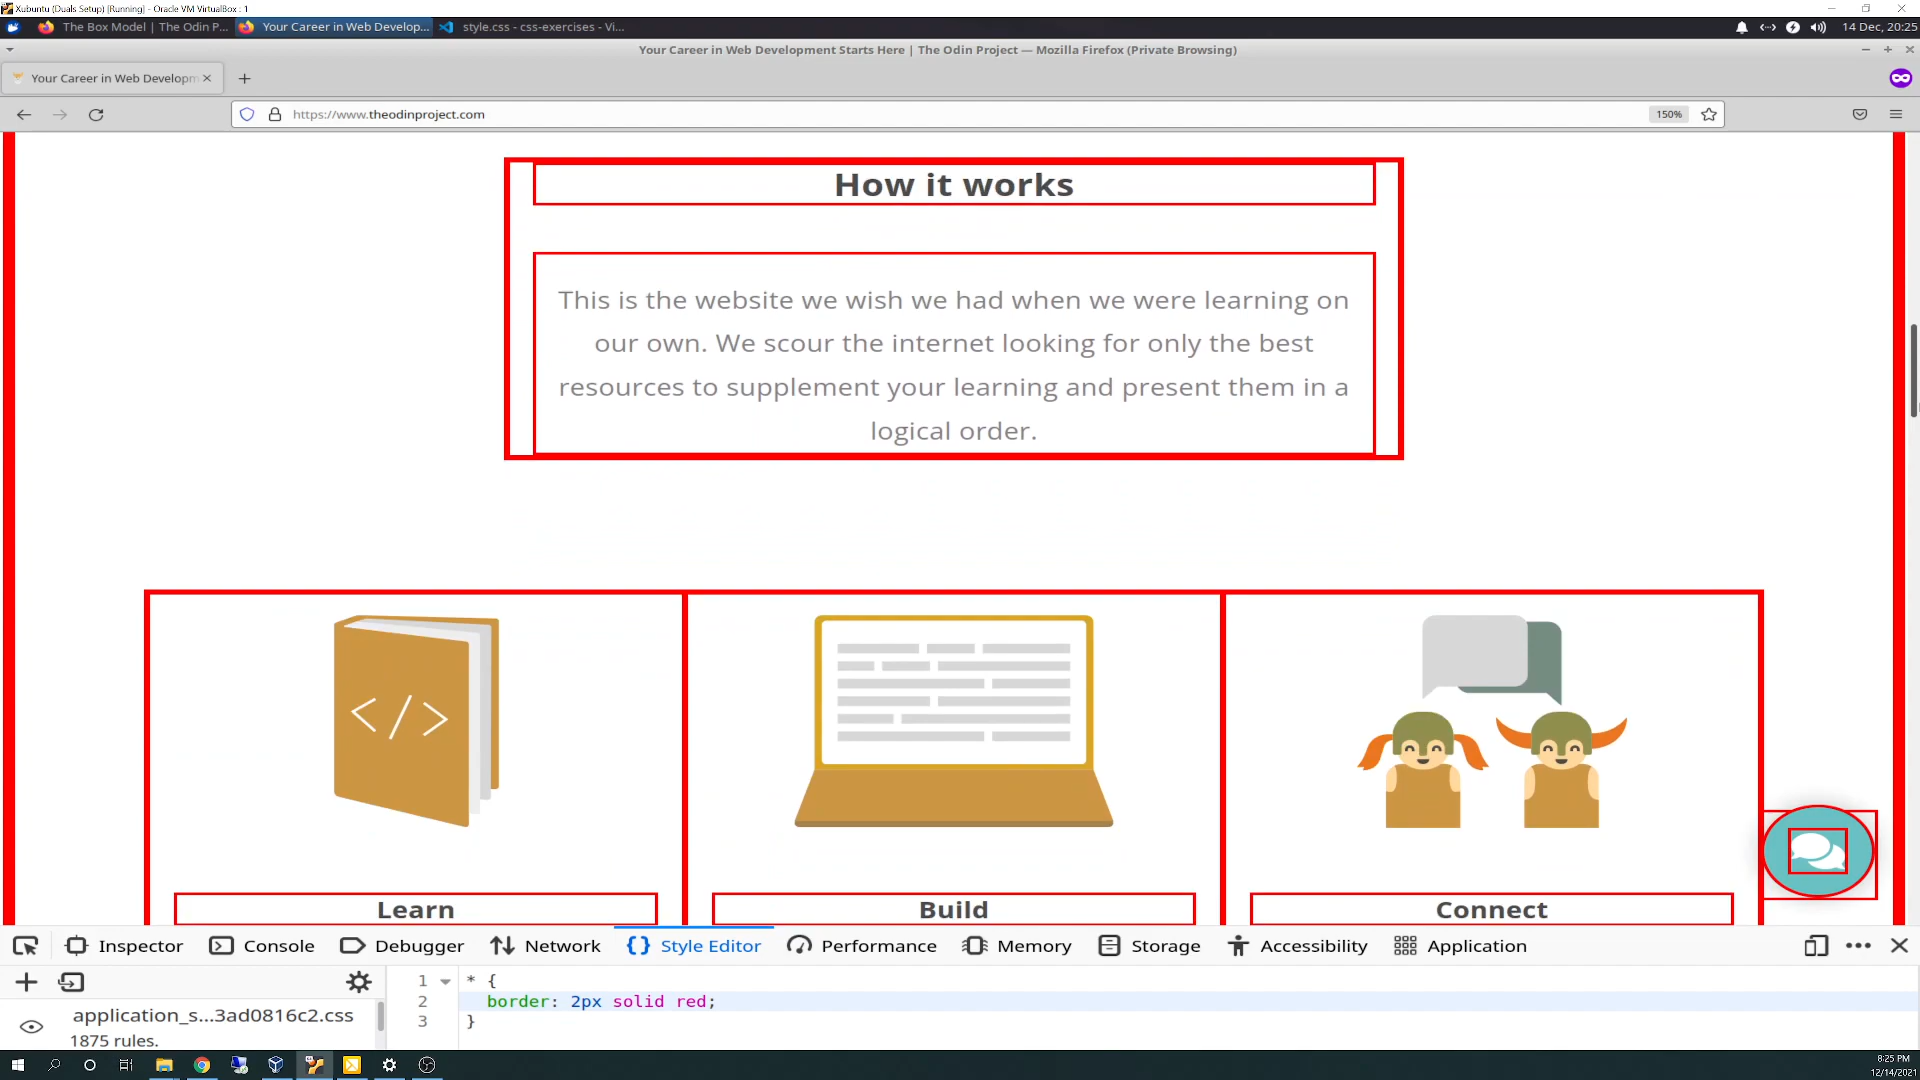 Xubuntu (Duals Setup) [Running] - Oracle VM VirtualBox : 1
The Box Model | The Odin P...
Your Career in Web Develop...
style.css - css-exercises - Vi...
14 Dec, 20:25
Your Career in Web Development Starts Here | The Odin Project — Mozilla Firefox (Private Browsing)
Your Career in Web Developm
https://www.theodinproject.com
150%
How it works
This is the website we wish we had when we were learning on
our own. We scour the internet looking for only the best
resources to supplement your learning and present them in a
logical order.
</>
Learn
Build
Connect
Inspector
Console
Debugger
Network
{} Style Editor
Performance
Memory
Storage
Accessibility
Application
application_s...3ad0816c2.css
1875 rules.
1 * {
2 border: 2px solid red;
3 }
8:25 PM
12/14/2021